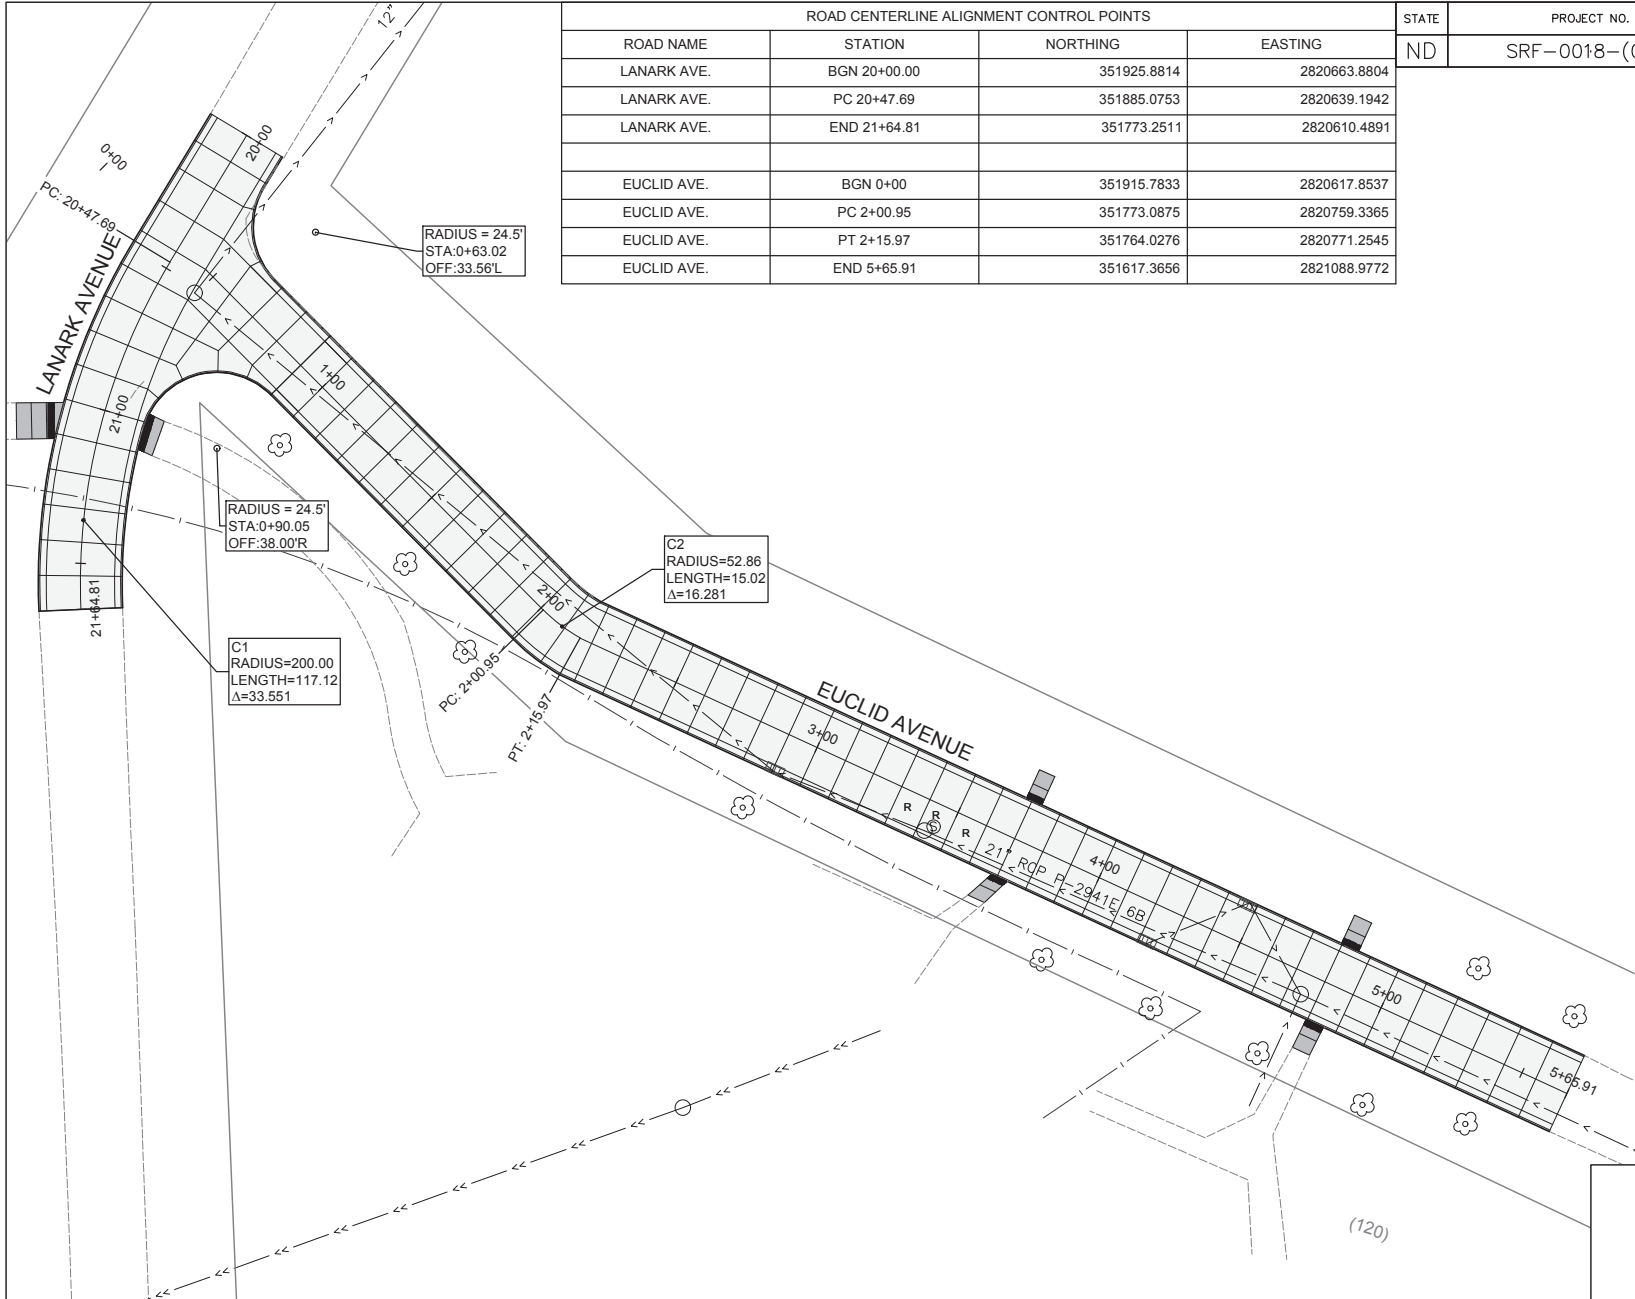 ROAD CENTERLINE ALIGNMENT CONTROL POINTS
ROAD NAME STATION NORTHING EASTING
LANARK AVE. BGN 20+00.00 351925.8814 2820663.8804
LANARK AVE. PC 20+47.69 351885.0753 2820639.1942
LANARK AVE. END 21+64.81 351773.2511 2820610.4891
EUCLID AVE. BGN 0+00 351915.7833 2820617.8537
EUCLID AVE. PC 2+00.95 351773.0875 2820759.3365
EUCLID AVE. PT 2+15.97 351764.0276 2820771.2545
EUCLID AVE. END 5+65.91 351617.3656 2821088.9772
STATE PROJECT NO.
ND SRF-0018-(
12"
20+00
0+00
PC: 20+47.69
LANARK AVENUE
RADIUS = 24.5'
STA:0+63.02
OFF:33.56'L
1+00
21+00
RADIUS = 24.5'
STA:0+90.05
OFF:38.00'R
21+64.81
C1
RADIUS=200.00
LENGTH=117.12
Δ=33.551
C2
RADIUS=52.86
LENGTH=15.02
Δ=16.281
2+00
PC: 2+00.95
PT: 2+15.97
EUCLID AVENUE
3+00
R
R
R
S
21" RCP P-2941E 6B
4+00
5+00
5+65.91
(120)